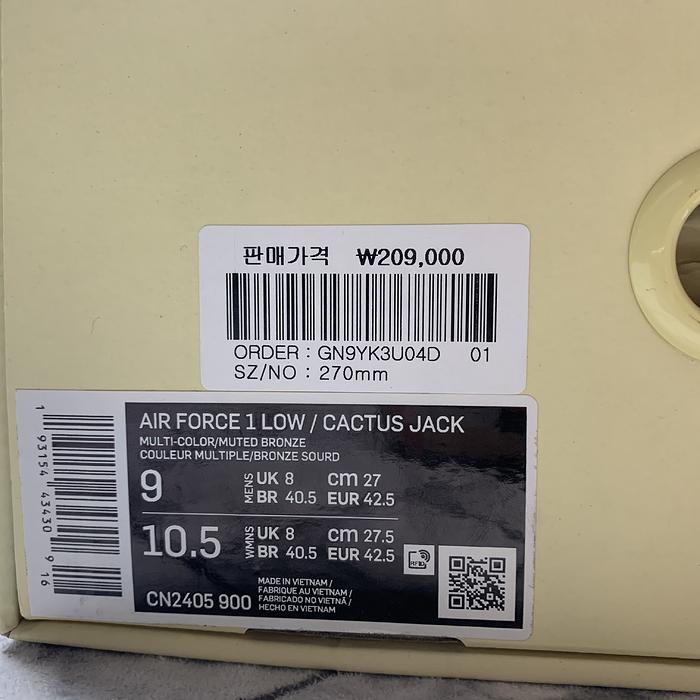 판매가격 ₩209,000
ORDER : GN9YK3U04D 01
SZ/NO : 270mm
AIR FORCE 1 LOW / CACTUS JACK
MULTI-COLOR/MUTED BRONZE
COULEUR MULTIPLE/BRONZE SOURD
9 MENS UK 8 cm 27
BR 40.5 EUR 42.5
10.5 WMNS UK 8 cm 27.5
BR 40.5 EUR 42.5
RFID
CN2405 900
MADE IN VIETNAM /
FABRIQUE AU VIETNAM /
FABRICADO NO VIETNÃ /
HECHO EN VIETNAM
1 93154 43430 9 16